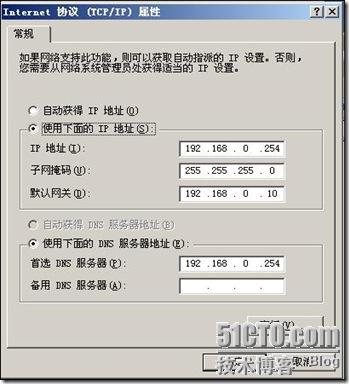 Internet 协议 (TCP/IP) 属性
常规
如果网络支持此功能,则可以获取自动指派的 IP 设置。否则,
您需要从网络系统管理员处获得适当的 IP 设置。
自动获得 IP 地址(O)
使用下面的 IP 地址(S):
IP 地址(I): 192 .168 . 0 .254
子网掩码(U): 255 .255 .255 . 0
默认网关(D): 192 .168 . 0 . 10
自动获得 DNS 服务器地址(B)
使用下面的 DNS 服务器地址(E):
首选 DNS 服务器(P): 192 .168 . 0 .254
备用 DNS 服务器(A): . . .
51CTO.com
技术博客 Blog
取消